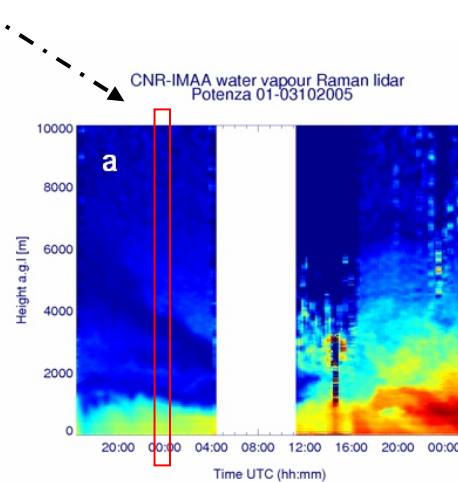 CNR-IMAA water vapour Raman lidar
Potenza 01-03102005
a
10000
8000
6000
4000
2000
0
Height a.g.l [m]
20:00 00:00 04:00 08:00 12:00 16:00 20:00 00:00
Time UTC (hh:mm)